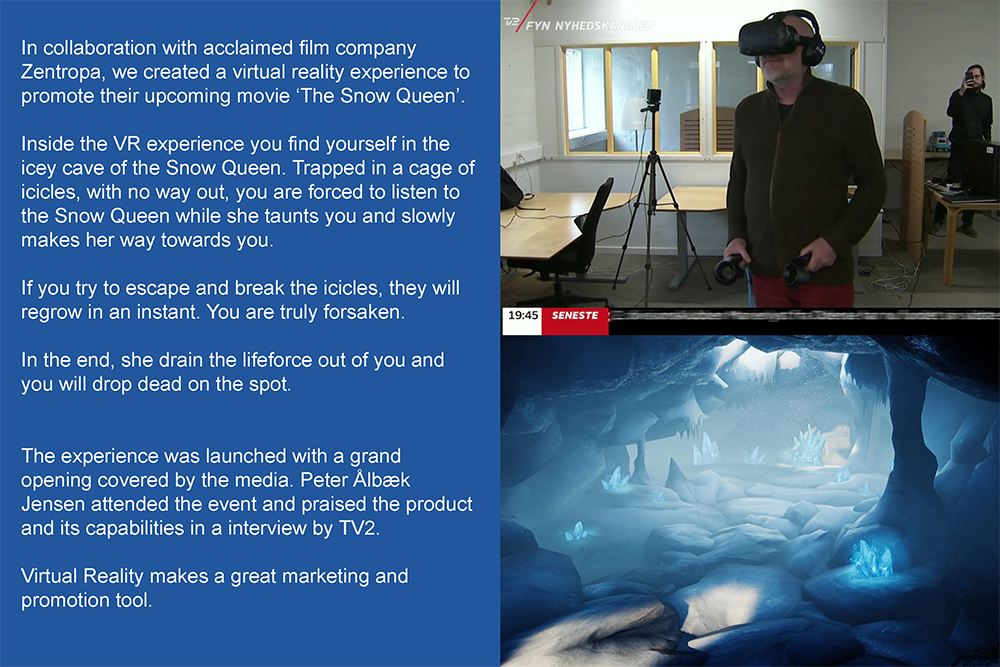 In collaboration with acclaimed film company
Zentropa, we created a virtual reality experience to
promote their upcoming movie ‘The Snow Queen’.
Inside the VR experience you find yourself in the
icey cave of the Snow Queen. Trapped in a cage of
icicles, with no way out, you are forced to listen to
the Snow Queen while she taunts you and slowly
makes her way towards you.
If you try to escape and break the icicles, they will
regrow in an instant. You are truly forsaken.
In the end, she drain the lifeforce out of you and
you will drop dead on the spot.
The experience was launched with a grand
opening covered by the media. Peter Ålbæk
Jensen attended the event and praised the product
and its capabilities in a interview by TV2.
Virtual Reality makes a great marketing and
promotion tool.
TV2 / FYN NYHEDSKANALEN
19:45 SENESTE